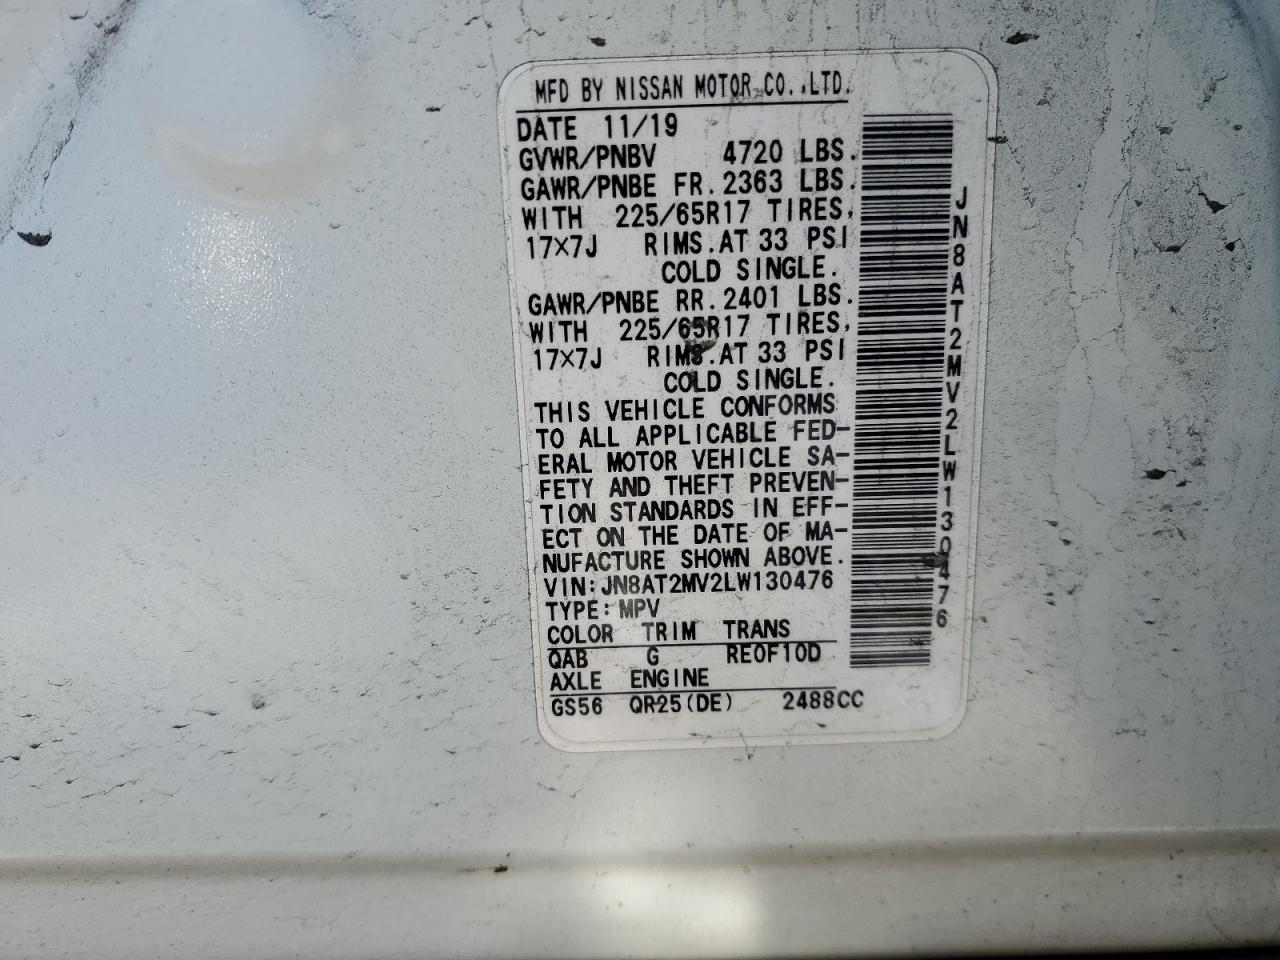 MFD BY NISSAN MOTOR CO.,LTD.
DATE 11/19
GVWR/PNBV 4720 LBS.
GAWR/PNBE FR. 2363 LBS.
WITH 225/65R17 TIRES,
17×7J RIMS.AT 33 PSI
COLD SINGLE.
GAWR/PNBE RR. 2401 LBS.
WITH 225/65R17 TIRES,
17×7J RIMS.AT 33 PSI
COLD SINGLE.
THIS VEHICLE CONFORMS
TO ALL APPLICABLE FED-
ERAL MOTOR VEHICLE SA-
FETY AND THEFT PREVEN-
TION STANDARDS IN EFF-
ECT ON THE DATE OF MA-
NUFACTURE SHOWN ABOVE.
VIN:JN8AT2MV2LW130476
TYPE:MPV
COLOR TRIM TRANS
QAB G RE0F10D
AXLE ENGINE
GS56 QR25(DE) 2488CC
JN8AT2MV2LW130476